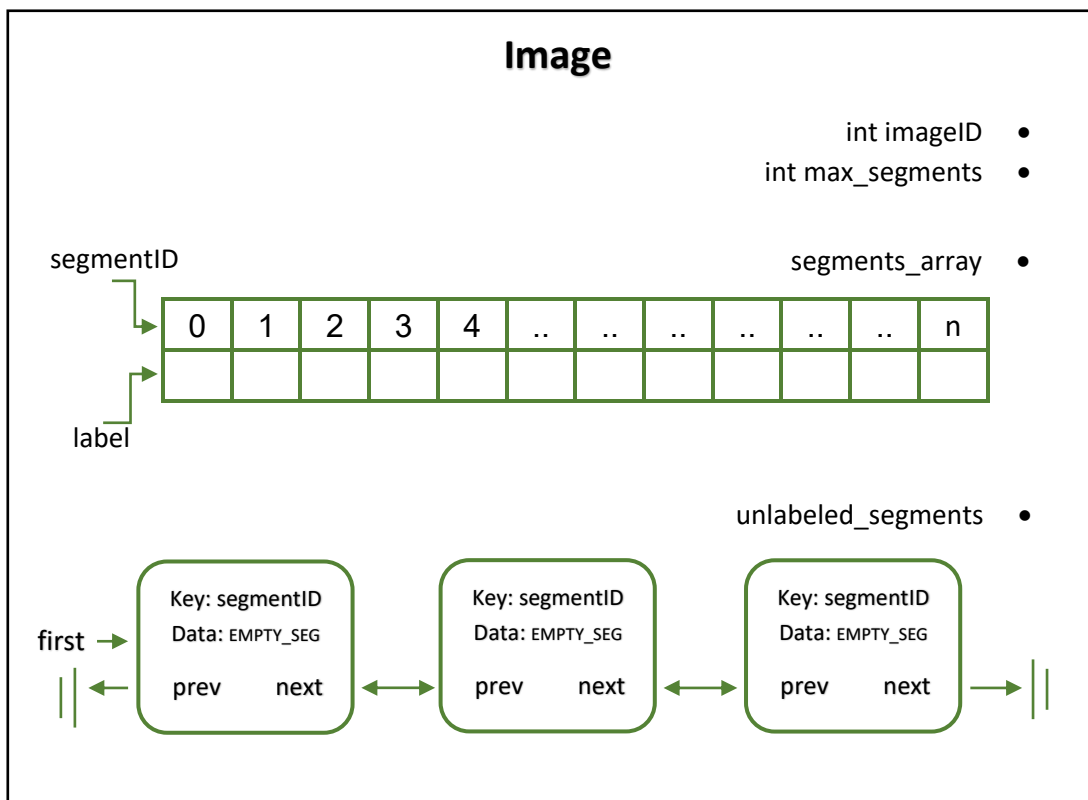 Image
int imageID •
int max_segments •
segmentID
segments_array •
0 1 2 3 4 .. .. .. .. .. .. n
label
unlabeled_segments •
Key: segmentID Key: segmentID Key: segmentID
Data: EMPTY_SEG Data: EMPTY_SEG Data: EMPTY_SEG
first
prev next prev next prev next